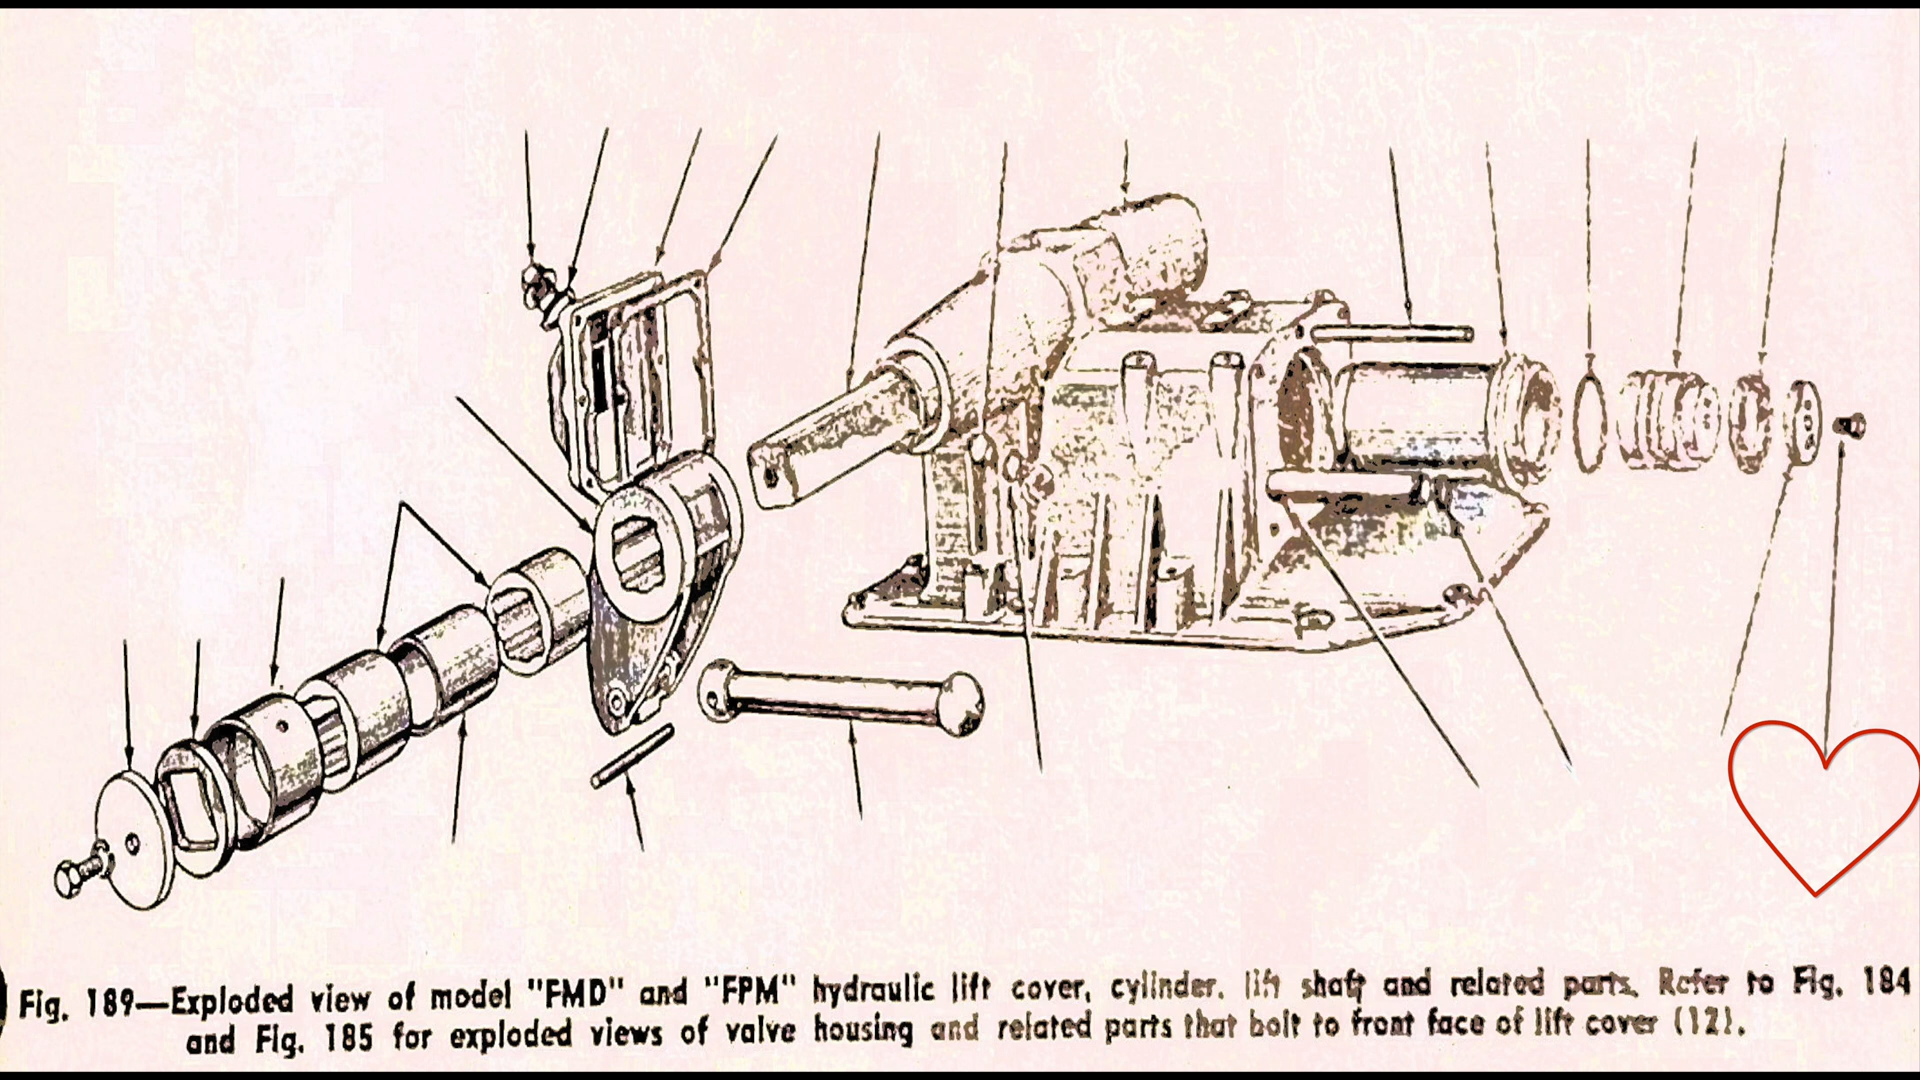 Fig. 189—Exploded view of model "FMD" and "FPM" hydraulic lift cover, cylinder. lift shaft and related parts. Refer to Fig. 184
and Fig. 185 for exploded views of valve housing and related parts that bolt to front face of lift cover (12).